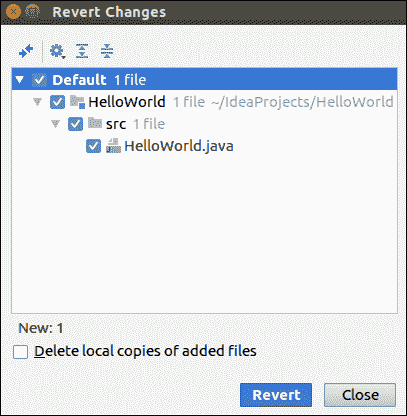 Revert Changes
Default 1 file
HelloWorld 1 file ~/IdeaProjects/HelloWorld
src 1 file
HelloWorld.java
New: 1
Delete local copies of added files
Revert Close